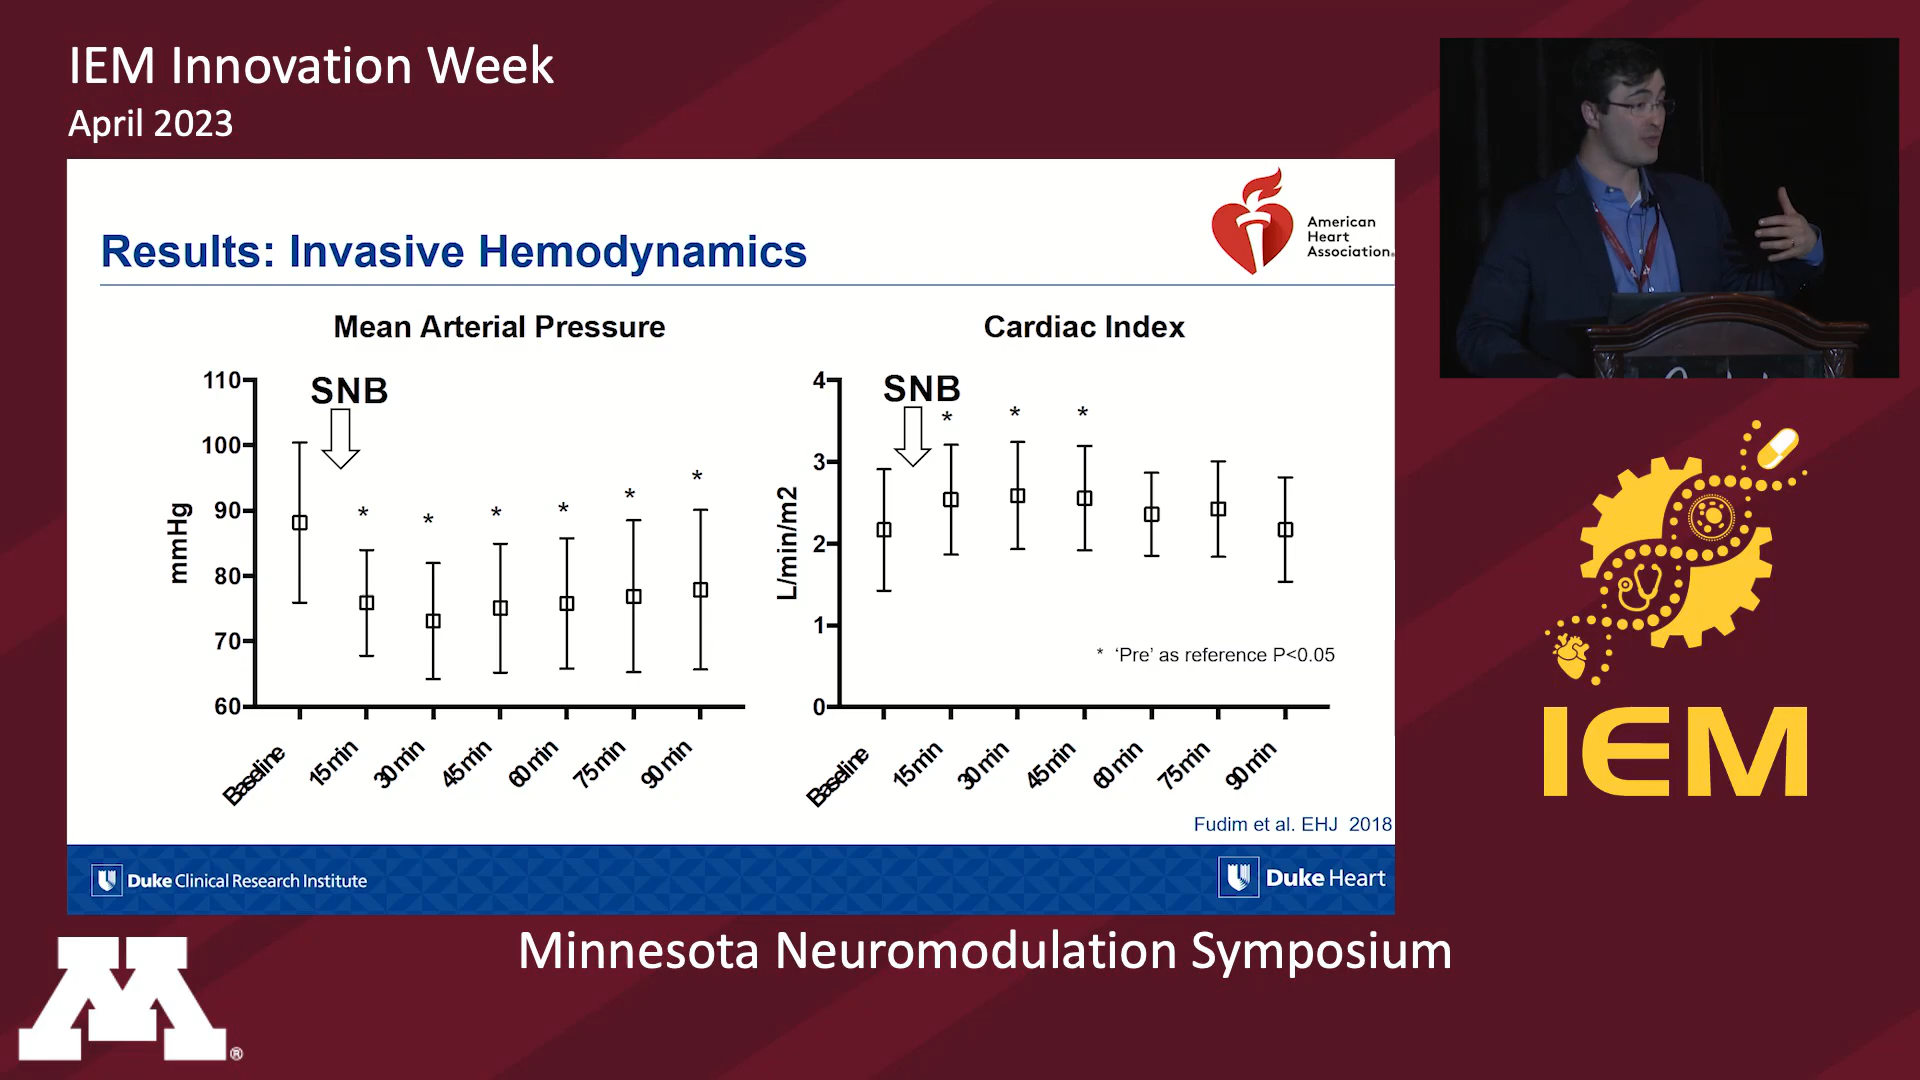 IEM Innovation Week
April 2023
American
Heart
Association®
Results: Invasive Hemodynamics
Mean Arterial Pressure
mmHg
110
100
90
80
70
60
SNB
*
*
*
*
*
*
Baseline
15 min
30 min
45 min
60 min
75 min
90 min
Cardiac Index
L/min/m2
4
3
2
1
0
SNB
*
*
*
* 'Pre' as reference P<0.05
Baseline
15 min
30 min
45 min
60 min
75 min
90 min
Fudim et al. EHJ 2018
Duke Clinical Research Institute
Duke Heart
IEM
M®
Minnesota Neuromodulation Symposium